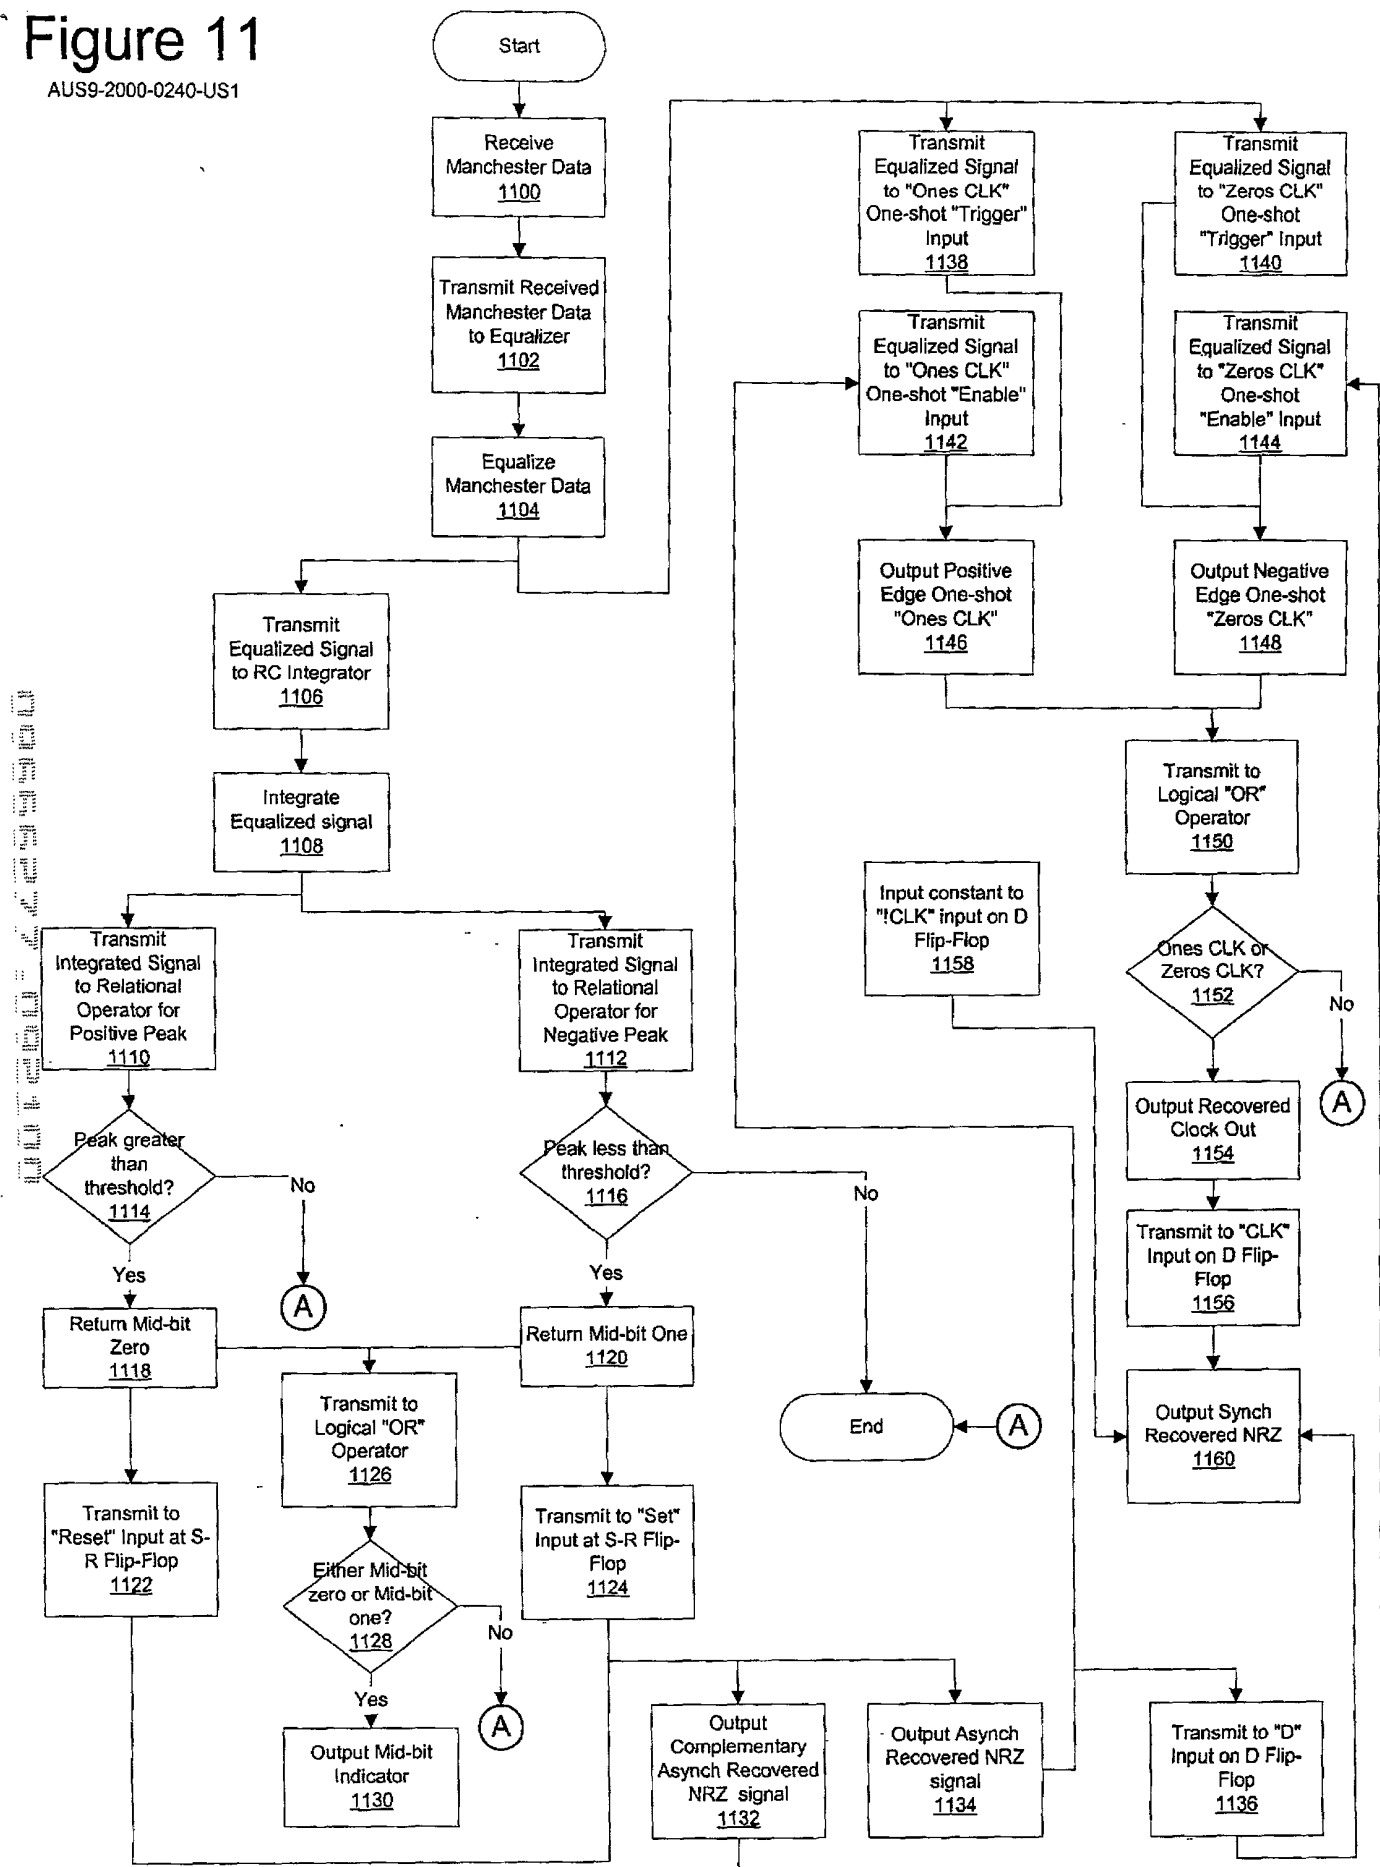 Figure 11
AUS9-2000-0240-US1
Start
Receive
Manchester Data
1100
Transmit Received
Manchester Data
to Equalizer
1102
Equalize
Manchester Data
1104
Transmit
Equalized Signal
to RC Integrator
1106
Integrate
Equalized signal
1108
Transmit
Integrated Signal
to Relational
Operator for
Positive Peak
1110
Transmit
Integrated Signal
to Relational
Operator for
Negative Peak
1112
Peak greater
than
threshold?
1114
No
A
Yes
Peak less than
threshold?
1116
No
Yes
Return Mid-bit
Zero
1118
Return Mid-bit One
1120
Transmit to
"Reset" Input at S-
R Flip-Flop
1122
Transmit to "Set"
Input at S-R Flip-
Flop
1124
Transmit to
Logical "OR"
Operator
1126
Either Mid-bit
zero or Mid-bit
one?
1128
No
A
Yes
Output Mid-bit
Indicator
1130
Output
Complementary
Asynch Recovered
NRZ signal
1132
Output Asynch
Recovered NRZ
signal
1134
Transmit to "D"
Input on D Flip-
Flop
1136
Transmit
Equalized Signal
to "Ones CLK"
One-shot "Trigger"
Input
1138
Transmit
Equalized Signal
to "Zeros CLK"
One-shot
"Trigger" Input
1140
Transmit
Equalized Signal
to "Ones CLK"
One-shot "Enable"
Input
1142
Transmit
Equalized Signal
to "Zeros CLK"
One-shot
"Enable" Input
1144
Output Positive
Edge One-shot
"Ones CLK"
1146
Output Negative
Edge One-shot
"Zeros CLK"
1148
Transmit to
Logical "OR"
Operator
1150
Ones CLK or
Zeros CLK?
1152
No
A
Output Recovered
Clock Out
1154
Transmit to "CLK"
Input on D Flip-
Flop
1156
Input constant to
"!CLK" input on D
Flip-Flop
1158
Output Synch
Recovered NRZ
1160
End
A